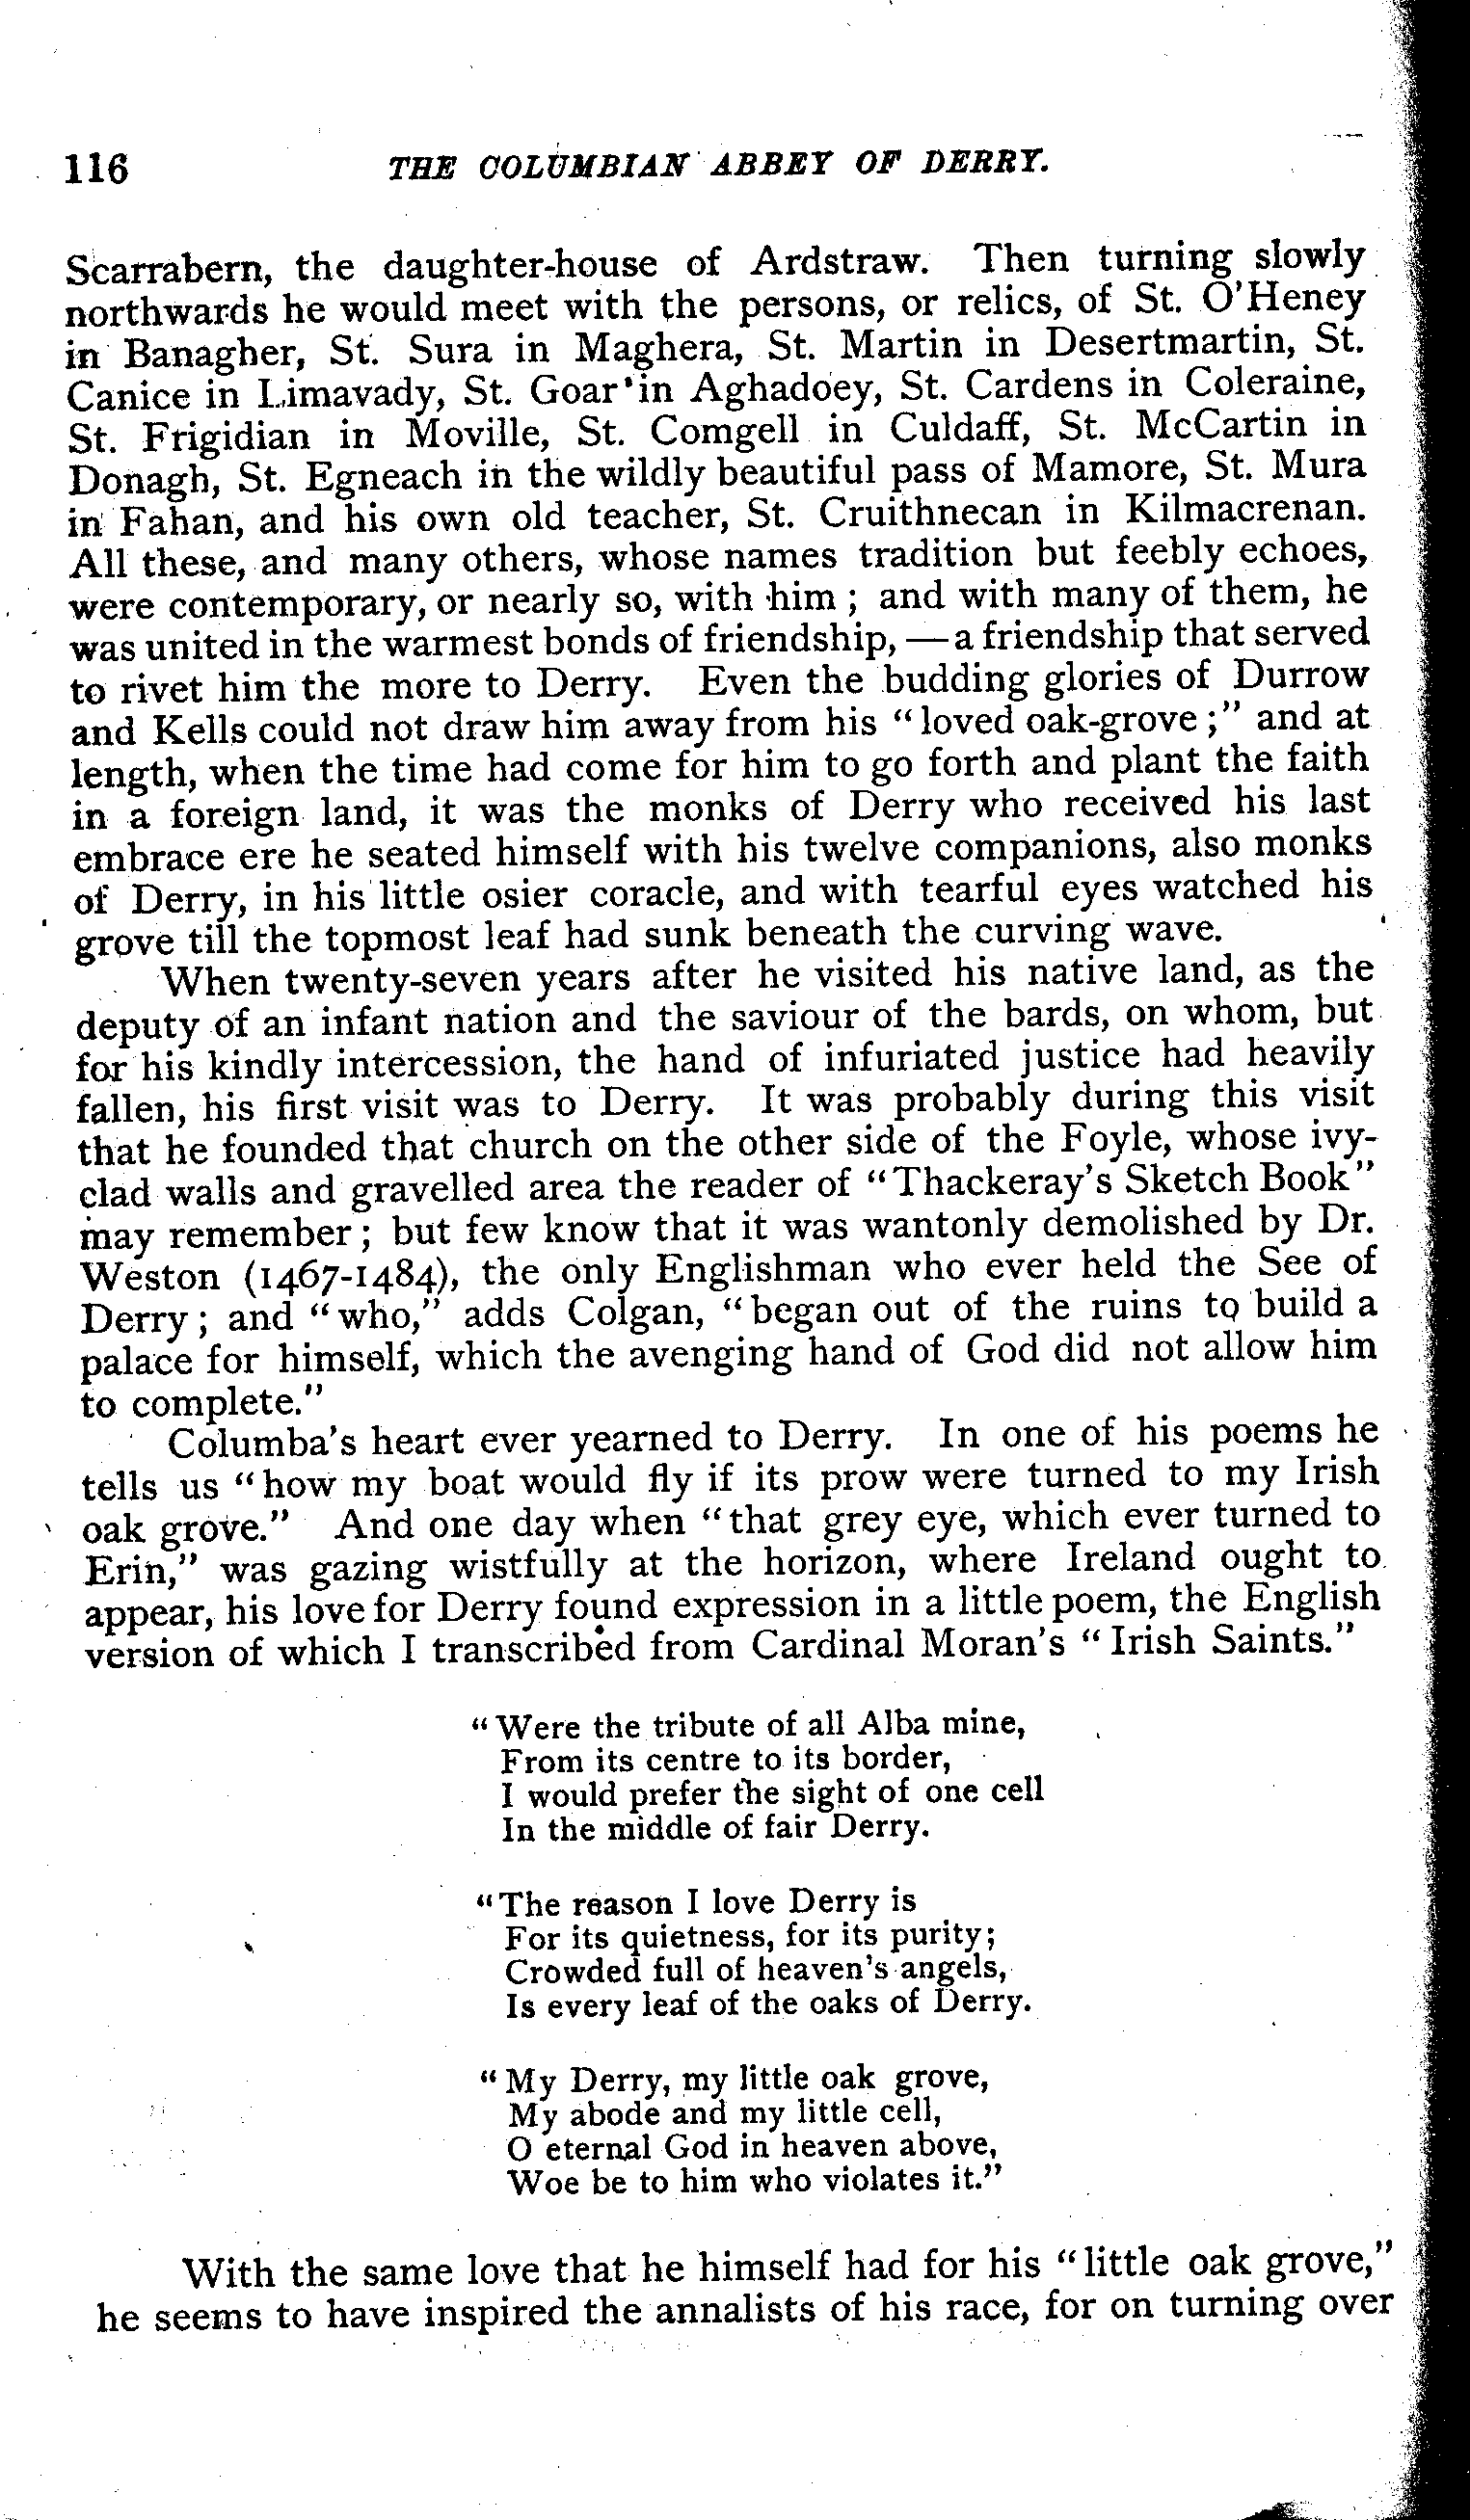 116 THE COLUMBIAN ABBEY OF DERRY.
Scarrabern, the daughter-house of Ardstraw. Then turning slowly
northwards he would meet with the persons, or relics, of St. O'Heney
in Banagher, St. Sura in Maghera, St. Martin in Desertmartin, St.
Canice in Limavady, St. Goar in Aghadoey, St. Cardens in Coleraine,
St. Frigidian in Moville, St. Comgell in Culdaff, St. McCartin in
Donagh, St. Egneach in the wildly beautiful pass of Mamore, St. Mura
in Fahan, and his own old teacher, St. Cruithnecan in Kilmacrenan.
All these, and many others, whose names tradition but feebly echoes,
were contemporary, or nearly so, with him ; and with many of them, he
was united in the warmest bonds of friendship, — a friendship that served
to rivet him the more to Derry. Even the budding glories of Durrow
and Kells could not draw him away from his "loved oak-grove ;" and at
length, when the time had come for him to go forth and plant the faith
in a foreign land, it was the monks of Derry who received his last
embrace ere he seated himself with his twelve companions, also monks
of Derry, in his little osier coracle, and with tearful eyes watched his
grove till the topmost leaf had sunk beneath the curving wave.
When twenty-seven years after he visited his native land, as the
deputy of an infant nation and the saviour of the bards, on whom, but
for his kindly intercession, the hand of infuriated justice had heavily
fallen, his first visit was to Derry. It was probably during this visit
that he founded that church on the other side of the Foyle, whose ivy-
clad walls and gravelled area the reader of "Thackeray's Sketch Book"
may remember ; but few know that it was wantonly demolished by Dr.
Weston (1467-1484), the only Englishman who ever held the See of
Derry ; and "who," adds Colgan, "began out of the ruins to build a
palace for himself, which the avenging hand of God did not allow him
to complete."
Columba's heart ever yearned to Derry. In one of his poems he
tells us "how my boat would fly if its prow were turned to my Irish
oak grove." And one day when "that grey eye, which ever turned to
Erin," was gazing wistfully at the horizon, where Ireland ought to
appear, his love for Derry found expression in a little poem, the English
version of which I transcribed from Cardinal Moran's "Irish Saints."
"Were the tribute of all Alba mine,
From its centre to its border,
I would prefer the sight of one cell
In the middle of fair Derry.
"The reason I love Derry is
For its quietness, for its purity;
Crowded full of heaven's angels,
Is every leaf of the oaks of Derry.
"My Derry, my little oak grove,
My abode and my little cell,
O eternal God in heaven above,
Woe be to him who violates it."
With the same love that he himself had for his "little oak grove,"
he seems to have inspired the annalists of his race, for on turning over